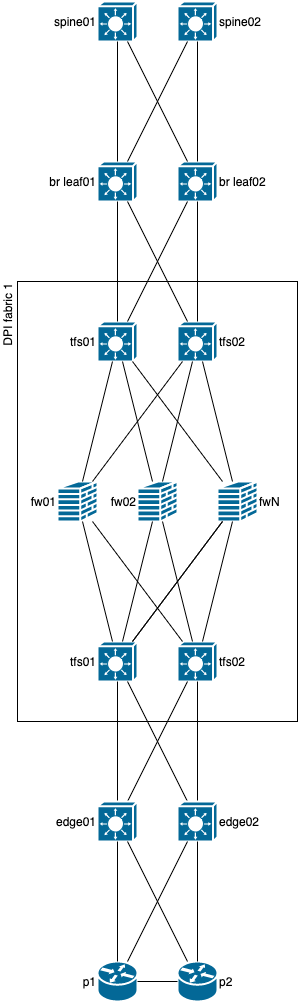 spine01
spine02
br leaf01
br leaf02
DPI fabric 1
tfs01
tfs02
fw01
fw02
fwN
tfs01
tfs02
edge01
edge02
p1
p2